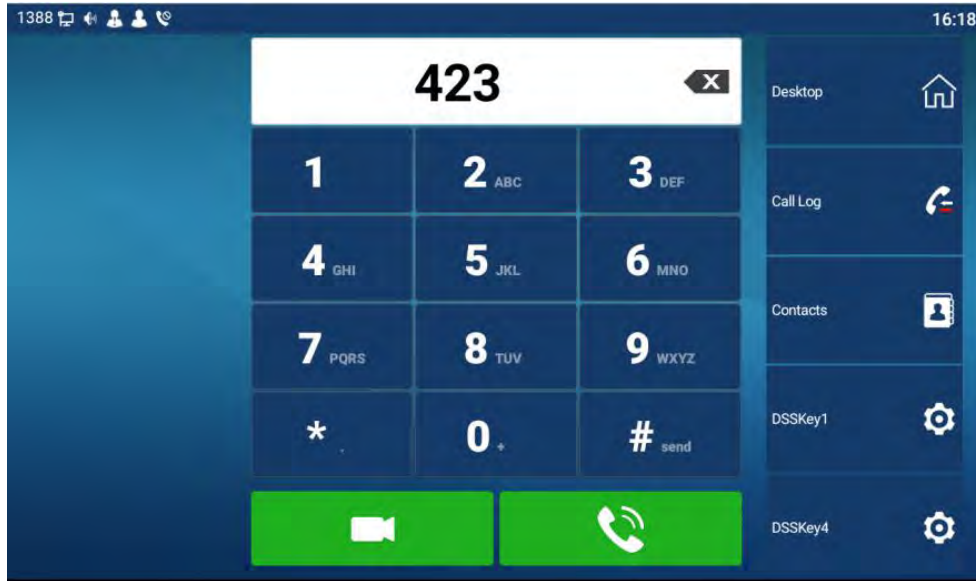 1388
16:18
423
Desktop
1
2 ABC
3 DEF
Call Log
4 GHI
5 JKL
6 MNO
Contacts
7 PQRS
8 TUV
9 WXYZ
DSSKey1
* .
0 +
# send
DSSKey4